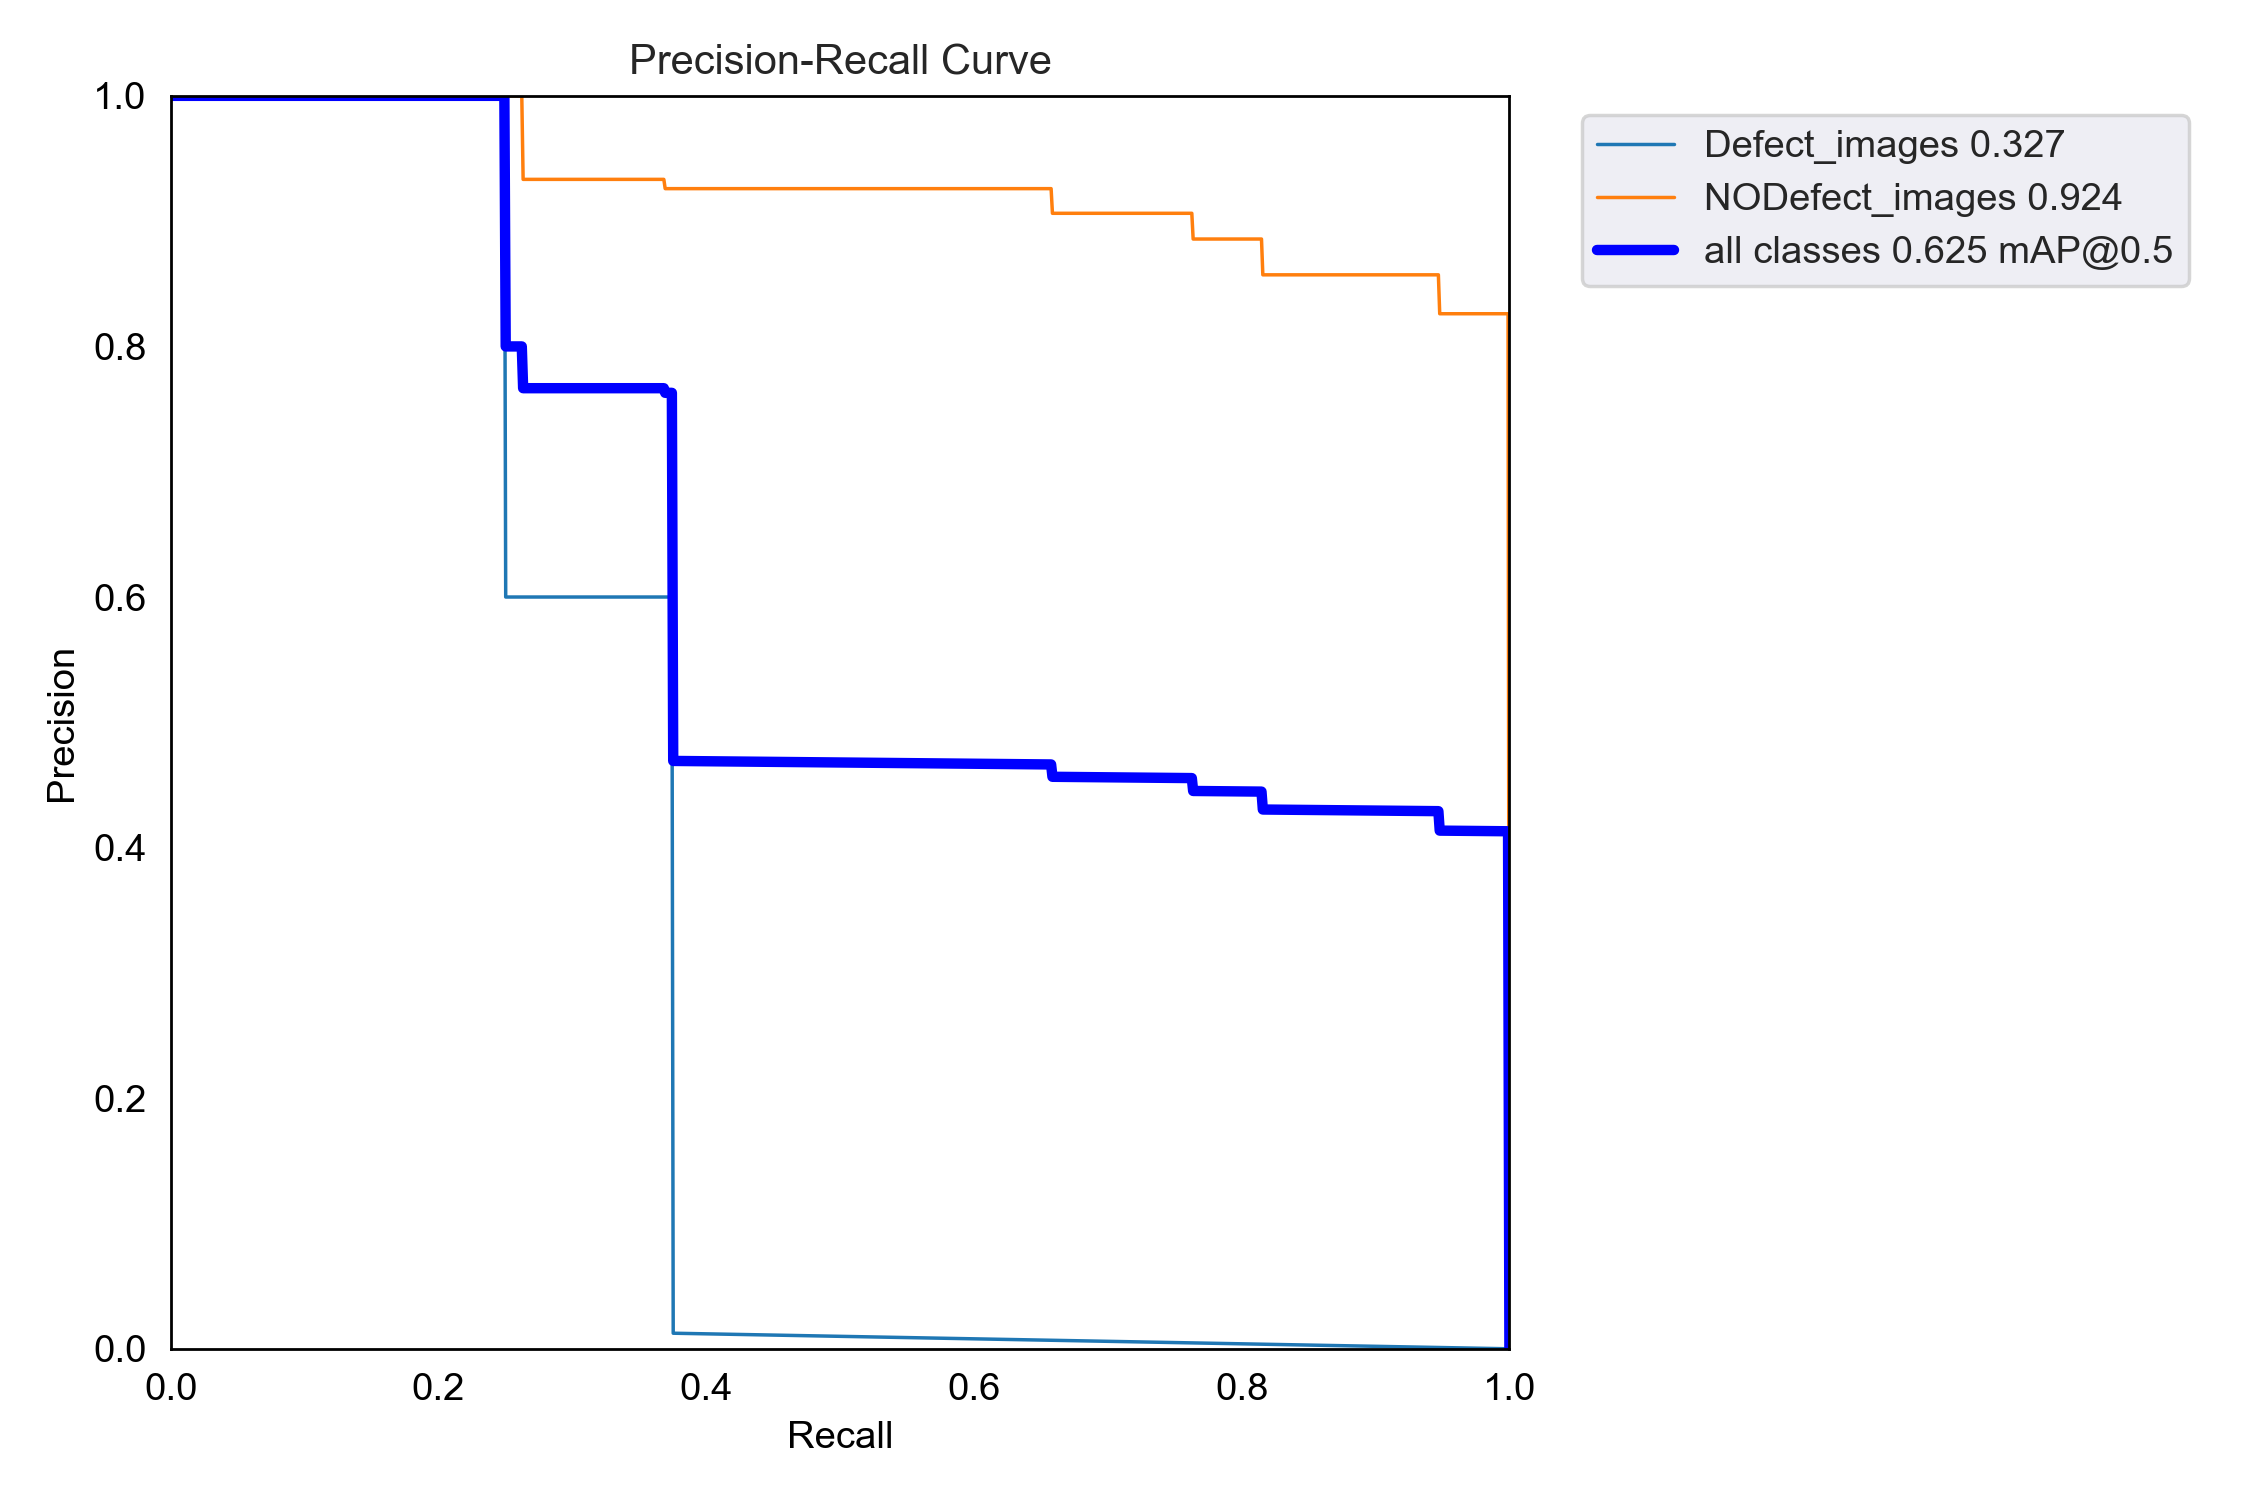 Precision-Recall Curve
1.0
0.8
0.6
0.4
0.2
0.0
Precision
0.0 0.2 0.4 0.6 0.8 1.0
Recall
Defect_images 0.327
NODefect_images 0.924
all classes 0.625 mAP@0.5